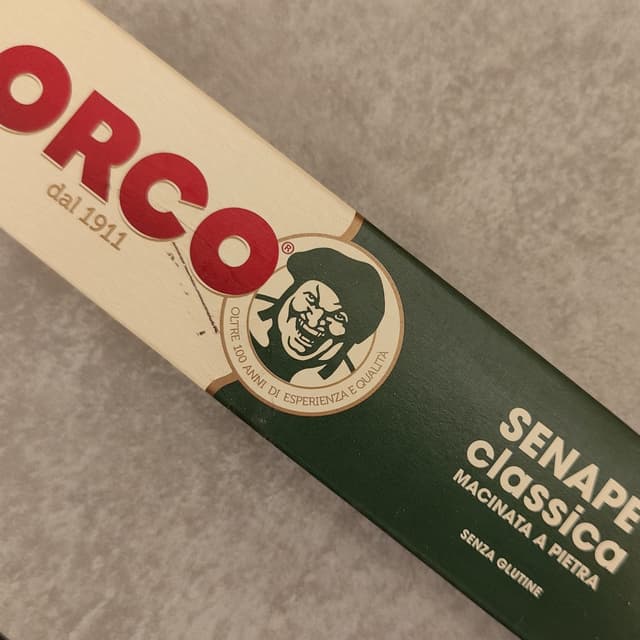 ORCO®
dal 1911
OLTRE 100 ANNI DI ESPERIENZA E QUALITÀ
SENAPE
classica
MACINATA A PIETRA
SENZA GLUTINE